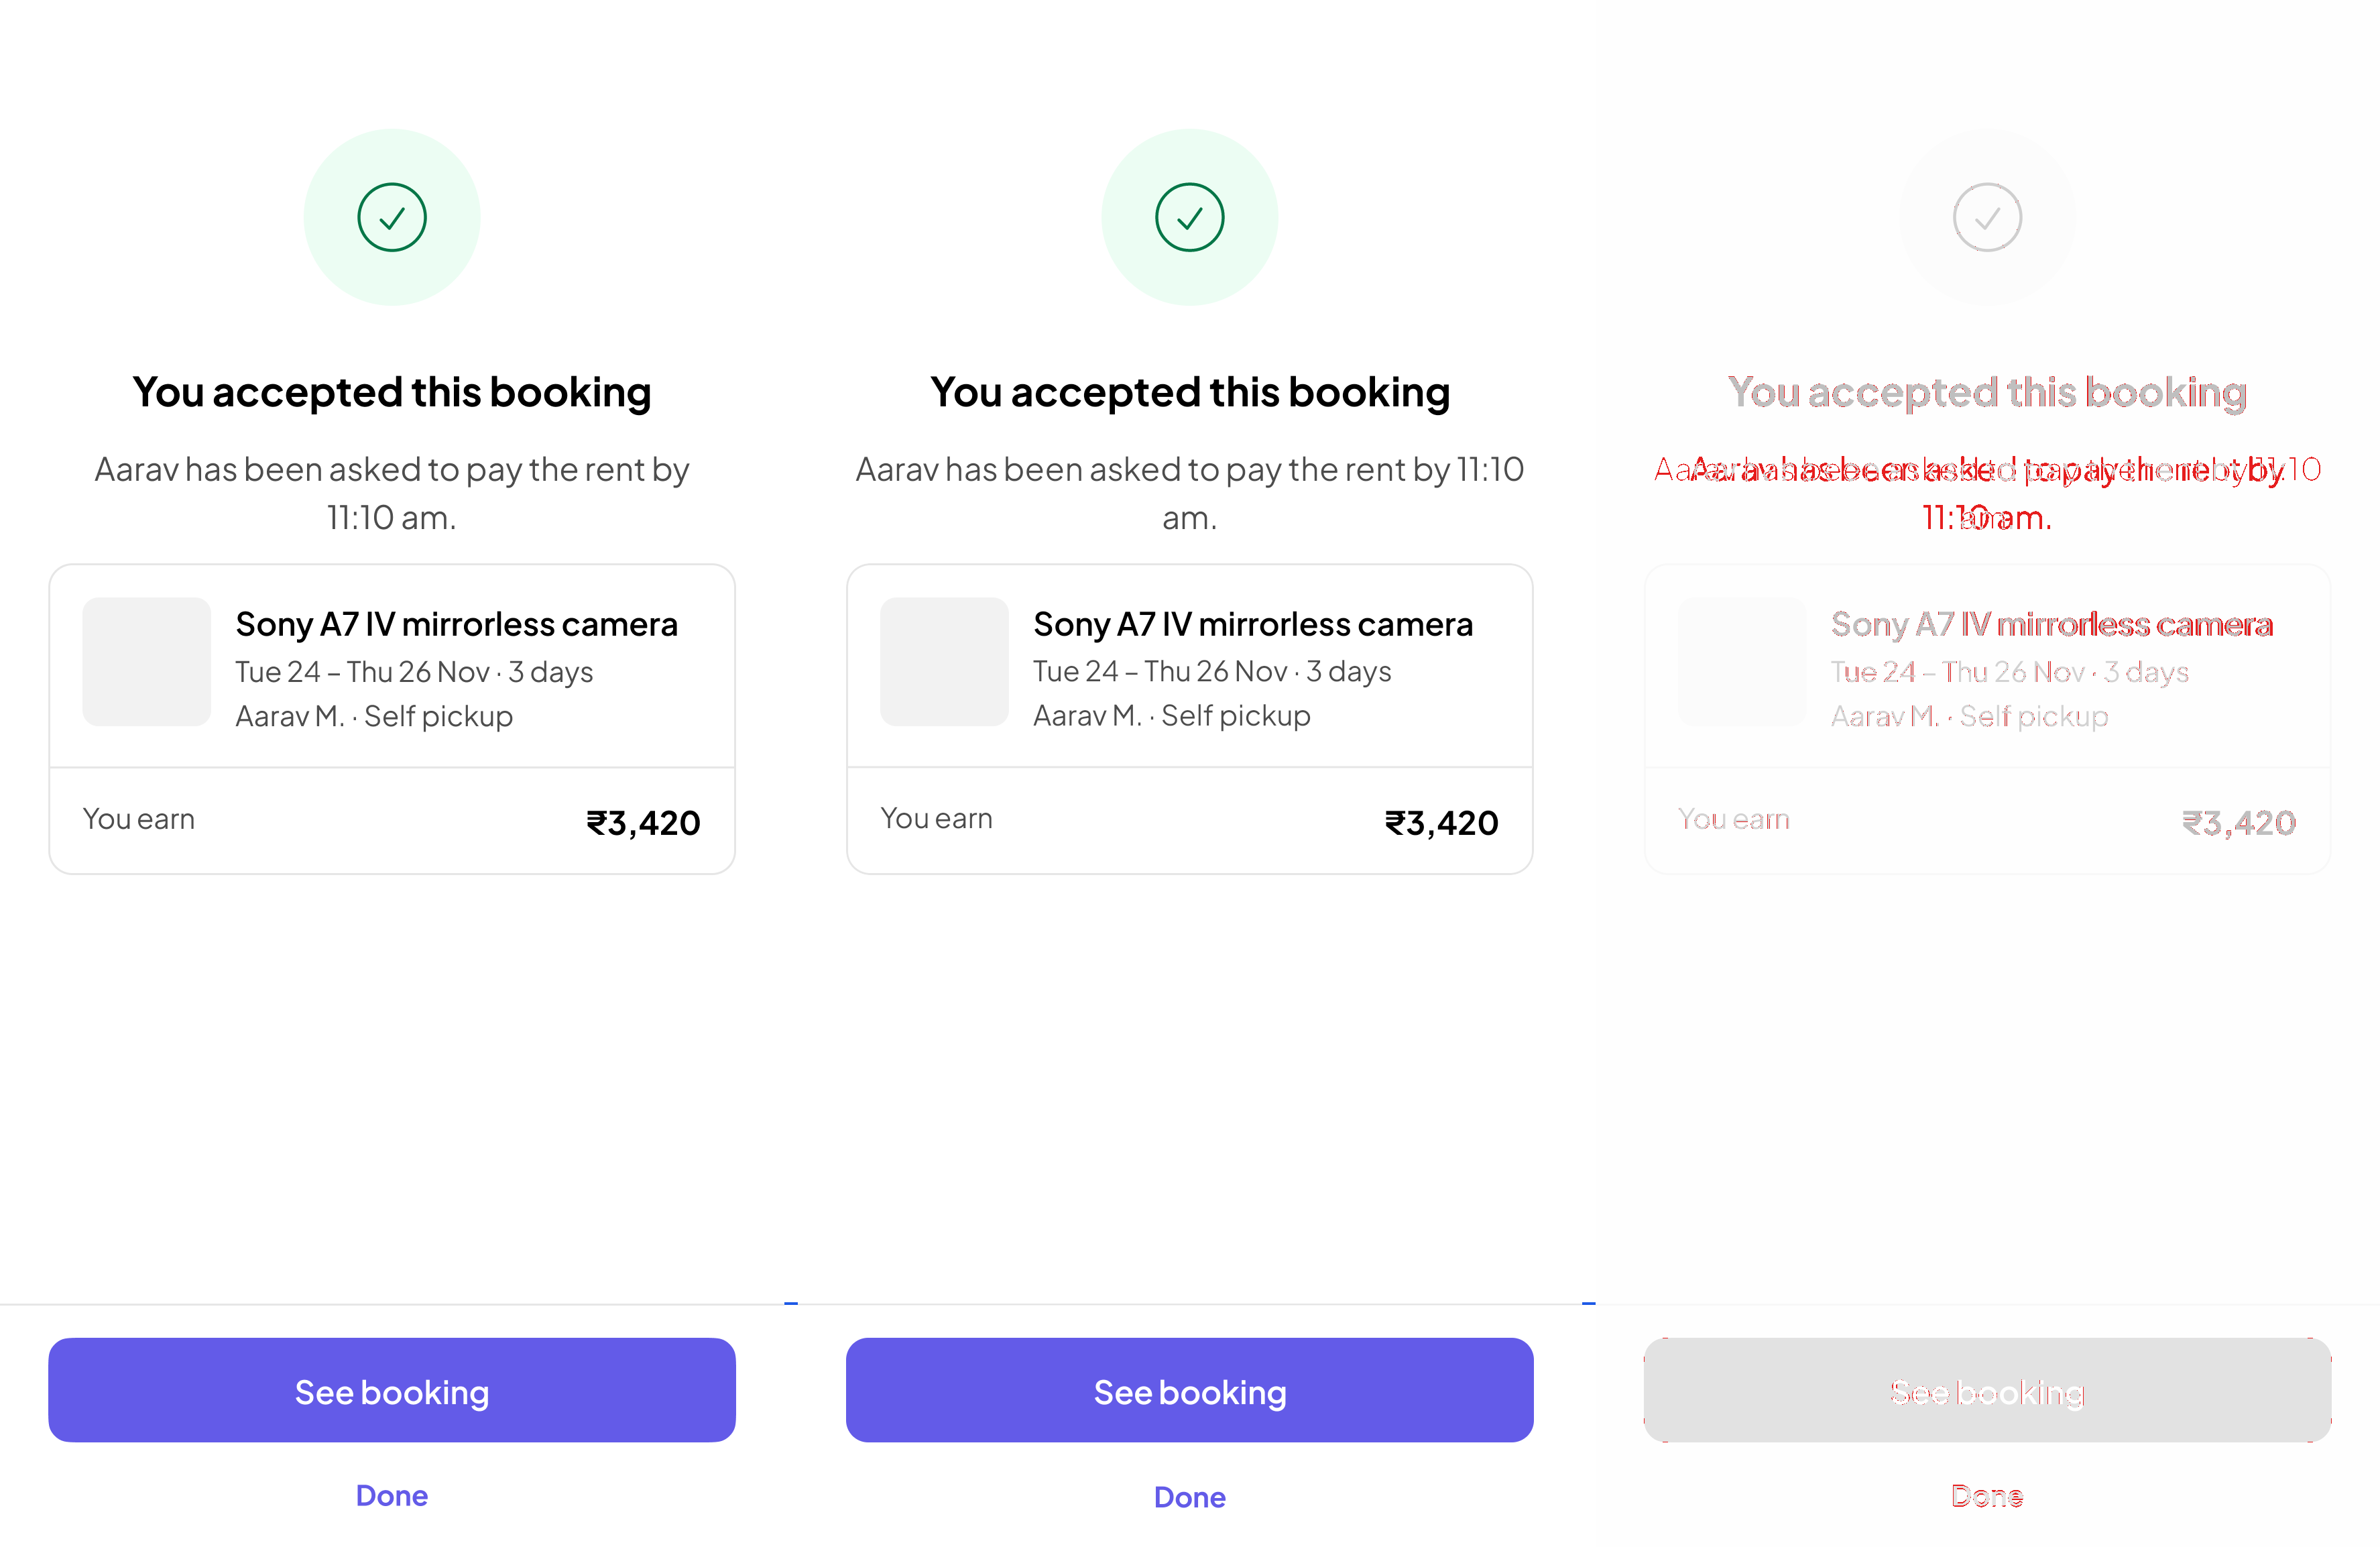 You accepted this booking
Aarav has been asked to pay the rent by
11:10 am.
Sony A7 IV mirrorless camera
Tue 24 – Thu 26 Nov · 3 days
Aarav M. · Self pickup
You earn
₹3,420
See booking
Done
You accepted this booking
Aarav has been asked to pay the rent by 11:10
am.
Sony A7 IV mirrorless camera
Tue 24 – Thu 26 Nov · 3 days
Aarav M. · Self pickup
You earn
₹3,420
See booking
Done
You accepted this booking
Sony A7 IV mirrorless camera
Tue 24 – Thu 26 Nov · 3 days
Aarav M. · Self pickup
You earn
₹3,420
See booking
Done